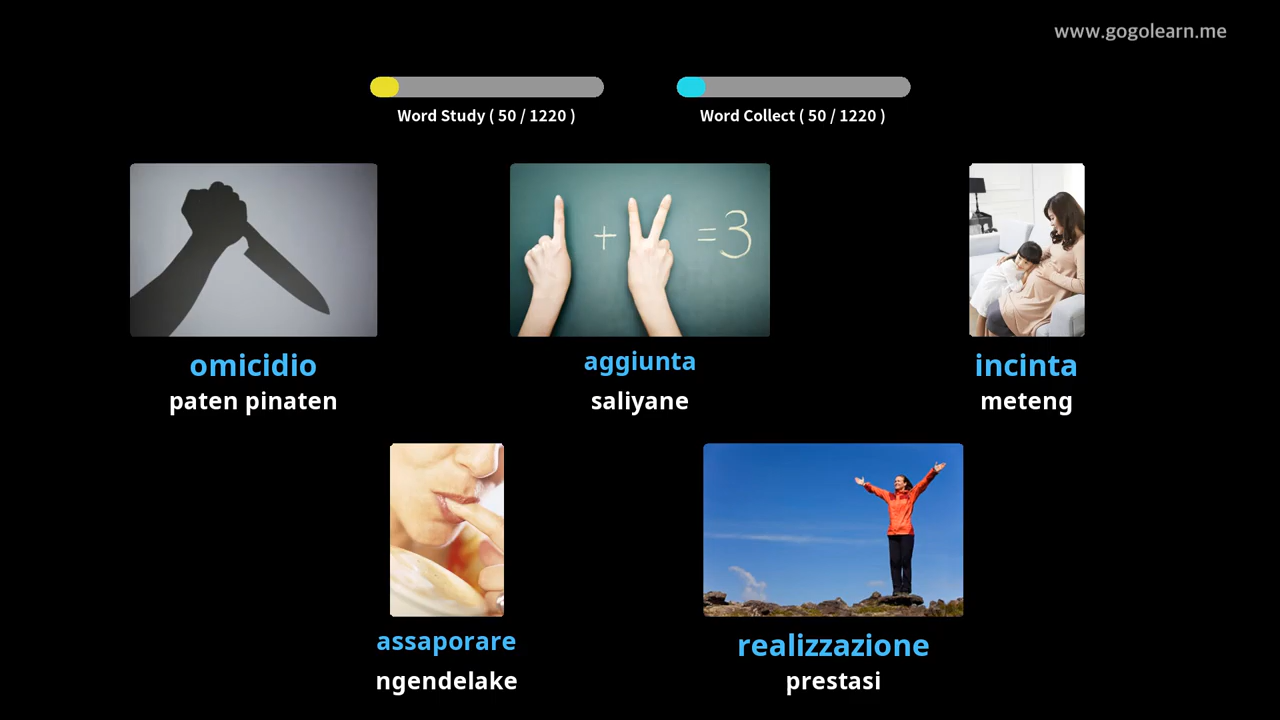 www.gogolearn.me
Word Study ( 50 / 1220 )
Word Collect ( 50 / 1220 )
+ = 3
omicidio
paten pinaten
aggiunta
saliyane
incinta
meteng
assaporare
ngendelake
realizzazione
prestasi